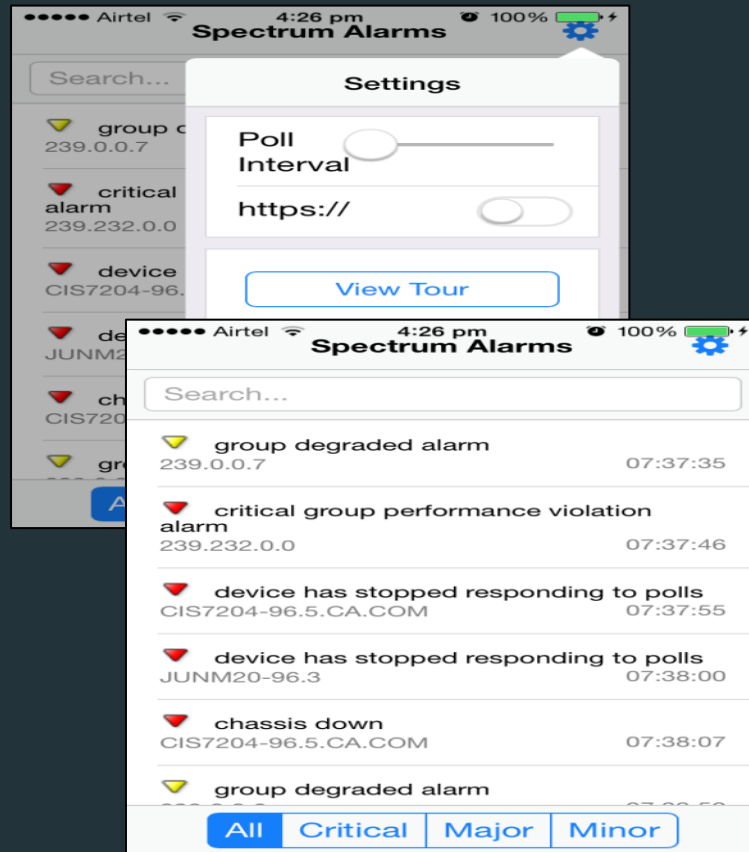 Airtel 4:26 pm 100%
Spectrum Alarms
Search...
Settings
group
239.0.0.7
Poll
Interval
critical
alarm
239.232.0.0
https://
device
CIS7204-96.
View Tour
Airtel 4:26 pm 100%
Spectrum Alarms
Search...
group degraded alarm
239.0.0.7 07:37:35
critical group performance violation
alarm
239.232.0.0 07:37:46
device has stopped responding to polls
CIS7204-96.5.CA.COM 07:37:55
device has stopped responding to polls
JUNM20-96.3 07:38:00
chassis down
CIS7204-96.5.CA.COM 07:38:07
group degraded alarm
All Critical Major Minor